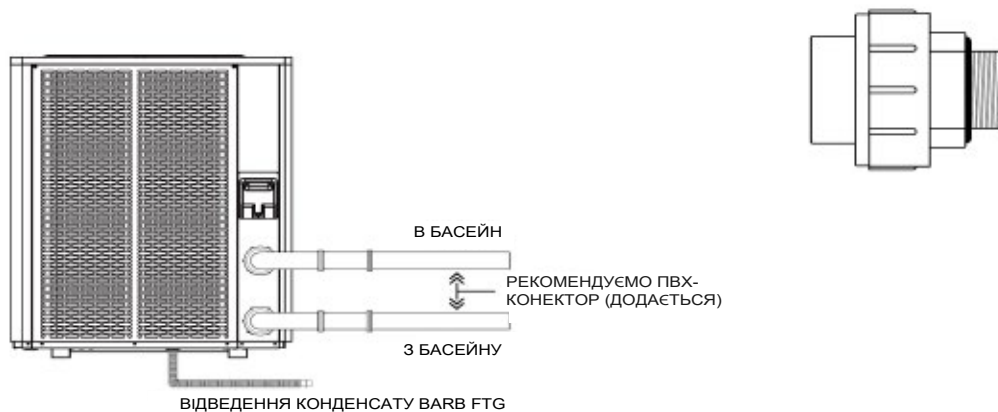 В БАСЕЙН
РЕКОМЕНДУЄМО ПВХ-
КОНЕКТОР (ДОДАЄТЬСЯ)
З БАСЕЙНУ
ВІДВЕДЕННЯ КОНДЕНСАТУ BARB FTG